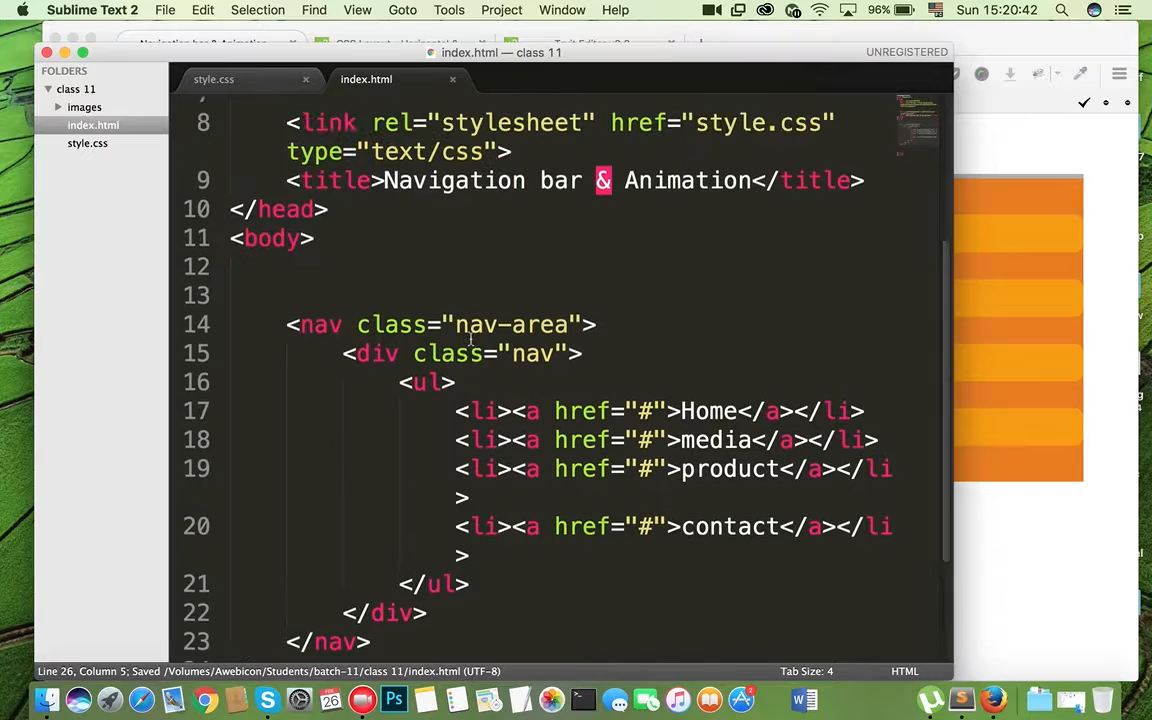 Sublime Text 2 File Edit Selection Find View Goto Tools Project Window Help 96% Sun 15:20:42
index.html — class 11 UNREGISTERED
FOLDERS
class 11
images
index.html
style.css
style.css × index.html ×
8 <link rel="stylesheet" href="style.css"
type="text/css">
9 <title>Navigation bar & Animation</title>
10 </head>
11 <body>
12
13
14 <nav class="nav-area">
15 <div class="nav">
16 <ul>
17 <li><a href="#">Home</a></li>
18 <li><a href="#">media</a></li>
19 <li><a href="#">product</a></li
>
20 <li><a href="#">contact</a></li
>
21 </ul>
22 </div>
23 </nav>
Line 26, Column 5; Saved /Volumes/Awebicon/Students/batch-11/class 11/index.html (UTF-8) Tab Size: 4 HTML
FEB
26
Ps